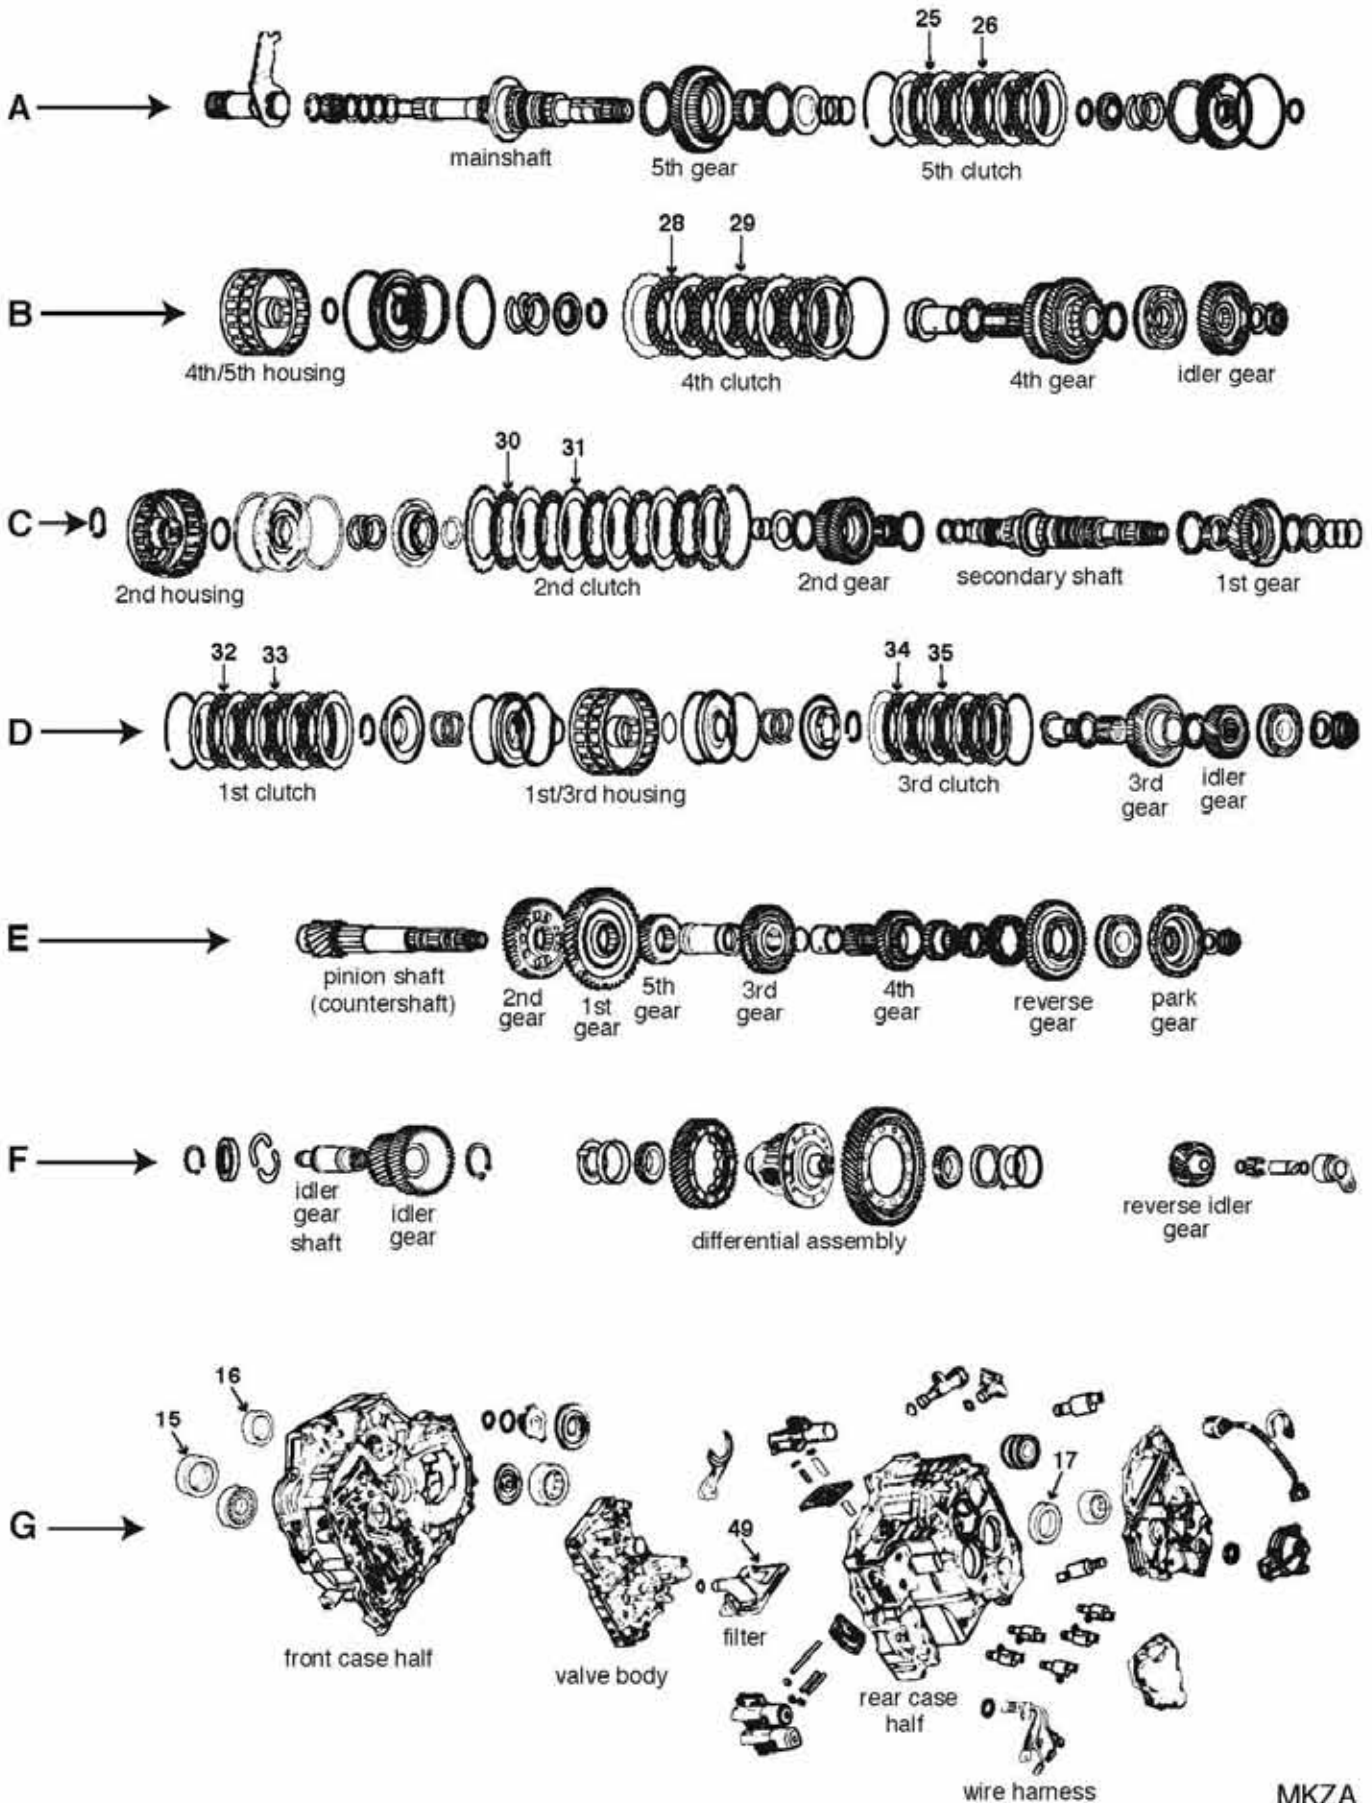 25 26
A
mainshaft
5th gear
5th clutch
28 29
B
4th/5th housing
4th clutch
4th gear
idler gear
30 31
C
2nd housing
2nd clutch
2nd gear
secondary shaft
1st gear
32 33
34 35
D
1st clutch
1st/3rd housing
3rd clutch
3rd
gear
idler
gear
E
pinion shaft
(countershaft)
2nd
gear
1st
gear
5th
gear
3rd
gear
4th
gear
reverse
gear
park
gear
F
idler
gear
shaft
idler
gear
differential assembly
reverse idler
gear
16
15
17
G
49
front case half
valve body
filter
rear case
half
wire harness
MKZA